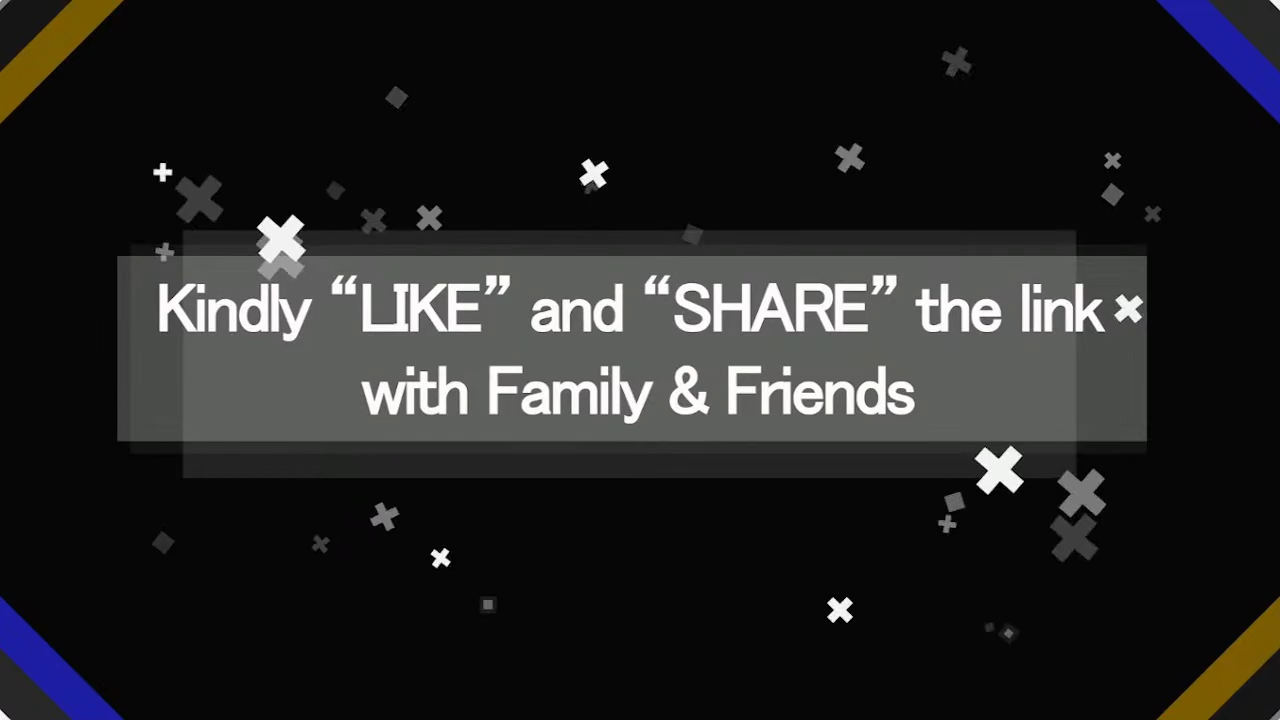 Kindly “LIKE” and “SHARE” the link
with Family & Friends